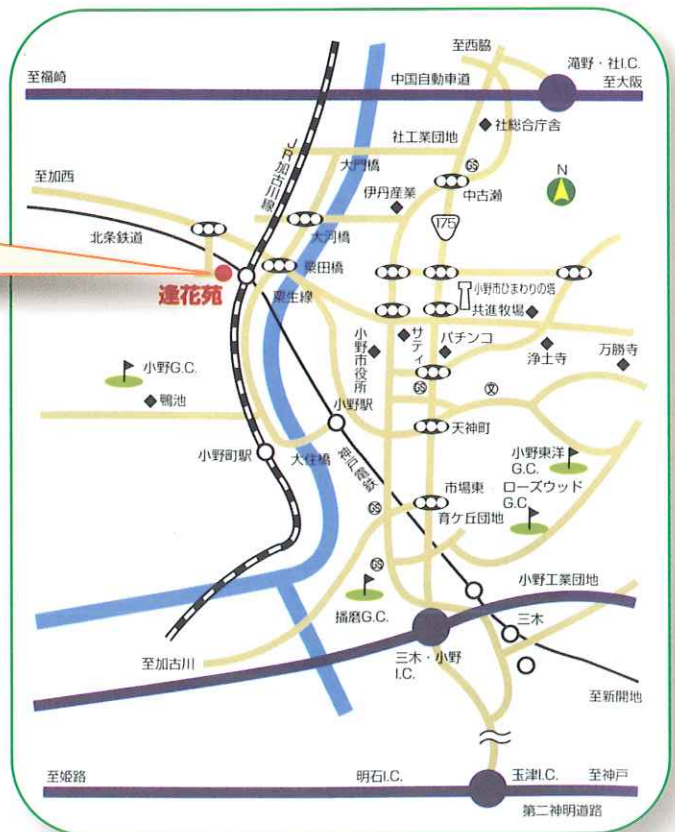 至西脇
滝野・社I.C.
至福崎
中国自動車道
至大阪
社総合庁舎
社工業団地
JR加古川線
大門橋
GS
N
至加西
伊丹産業
中古瀬
175
北条鉄道
大河橋
粟田橋
小野市ひまわりの塔
逢花苑
粟生線
共進牧場
小野市役所
サティ
パチンコ
浄土寺
万勝寺
小野G.C.
GS
文
鴨池
小野駅
天神町
小野町駅
大住橋
神戸電鉄
小野東洋
G.C.
市場東
ローズウッド
G.C.
GS
育ケ丘団地
GS
小野工業団地
播磨G.C.
三木
至加古川
三木・小野
I.C.
至新開地
至姫路
明石I.C.
玉津I.C.
至神戸
第二神明道路